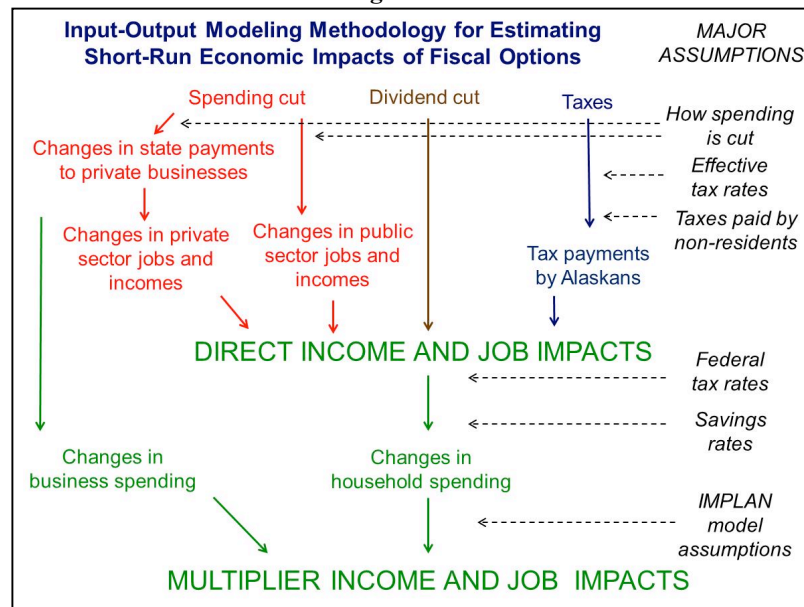 Input-Output Modeling Methodology for Estimating
Short-Run Economic Impacts of Fiscal Options
MAJOR
ASSUMPTIONS
Spending cut
Dividend cut
Taxes
How spending
is cut
Changes in state payments
to private businesses
Effective
tax rates
Taxes paid by
non-residents
Changes in private
sector jobs and
incomes
Changes in public
sector jobs and
incomes
Tax payments
by Alaskans
DIRECT INCOME AND JOB IMPACTS
Federal
tax rates
Savings
rates
Changes in
business spending
Changes in
household spending
IMPLAN
model
assumptions
MULTIPLIER INCOME AND JOB IMPACTS